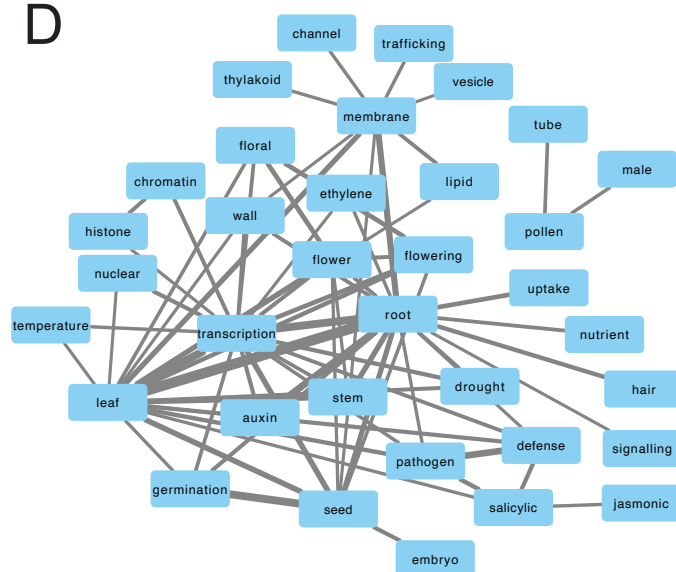 D
channel
trafficking
thylakoid
vesicle
membrane
tube
floral
male
chromatin
ethylene
lipid
wall
histone
pollen
flower
flowering
nuclear
uptake
root
temperature
transcription
nutrient
leaf
stem
drought
hair
auxin
defense
signalling
pathogen
germination
seed
salicylic
jasmonic
embryo